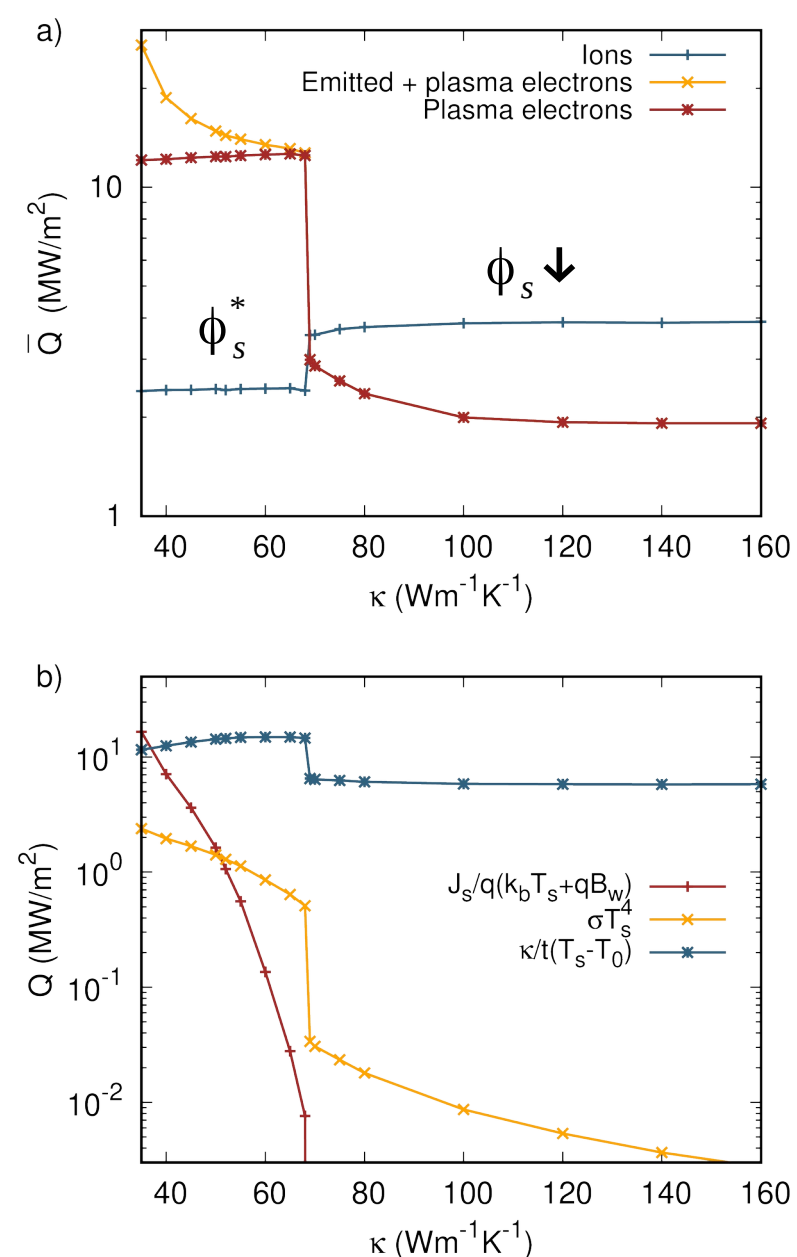 a)
Ions
Emitted + plasma electrons
Plasma electrons
10
1
Q̅ (MW/m²)
ϕₛ*
ϕₛ ↓
40 60 80 100 120 140 160
κ (Wm⁻¹K⁻¹)
b)
10¹
10⁰
10⁻¹
10⁻²
Q (MW/m²)
Jₛ/q(k_bTₛ+qB_w)
σTₛ⁴
κ/t(Tₛ-T₀)
40 60 80 100 120 140 160
κ (Wm⁻¹K⁻¹)